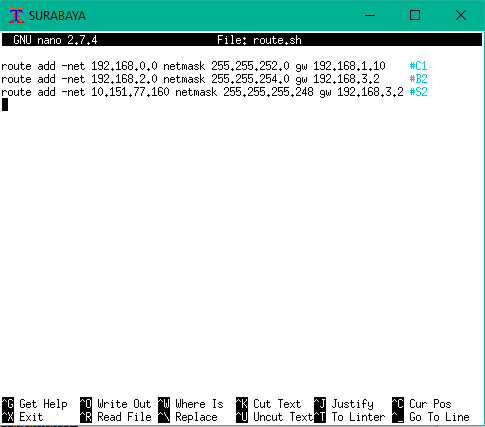 SURABAYA
GNU nano 2.7.4 File: route.sh
route add -net 192.168.0.0 netmask 255.255.252.0 gw 192.168.1.10 #C1
route add -net 192.168.2.0 netmask 255.255.254.0 gw 192.168.3.2 #B2
route add -net 10.151.77.160 netmask 255.255.255.248 gw 192.168.3.2 #S2
^G Get Help ^O Write Out ^W Where Is ^K Cut Text ^J Justify ^C Cur Pos
^X Exit ^R Read File ^\ Replace ^U Uncut Text ^T To Linter ^_ Go To Line